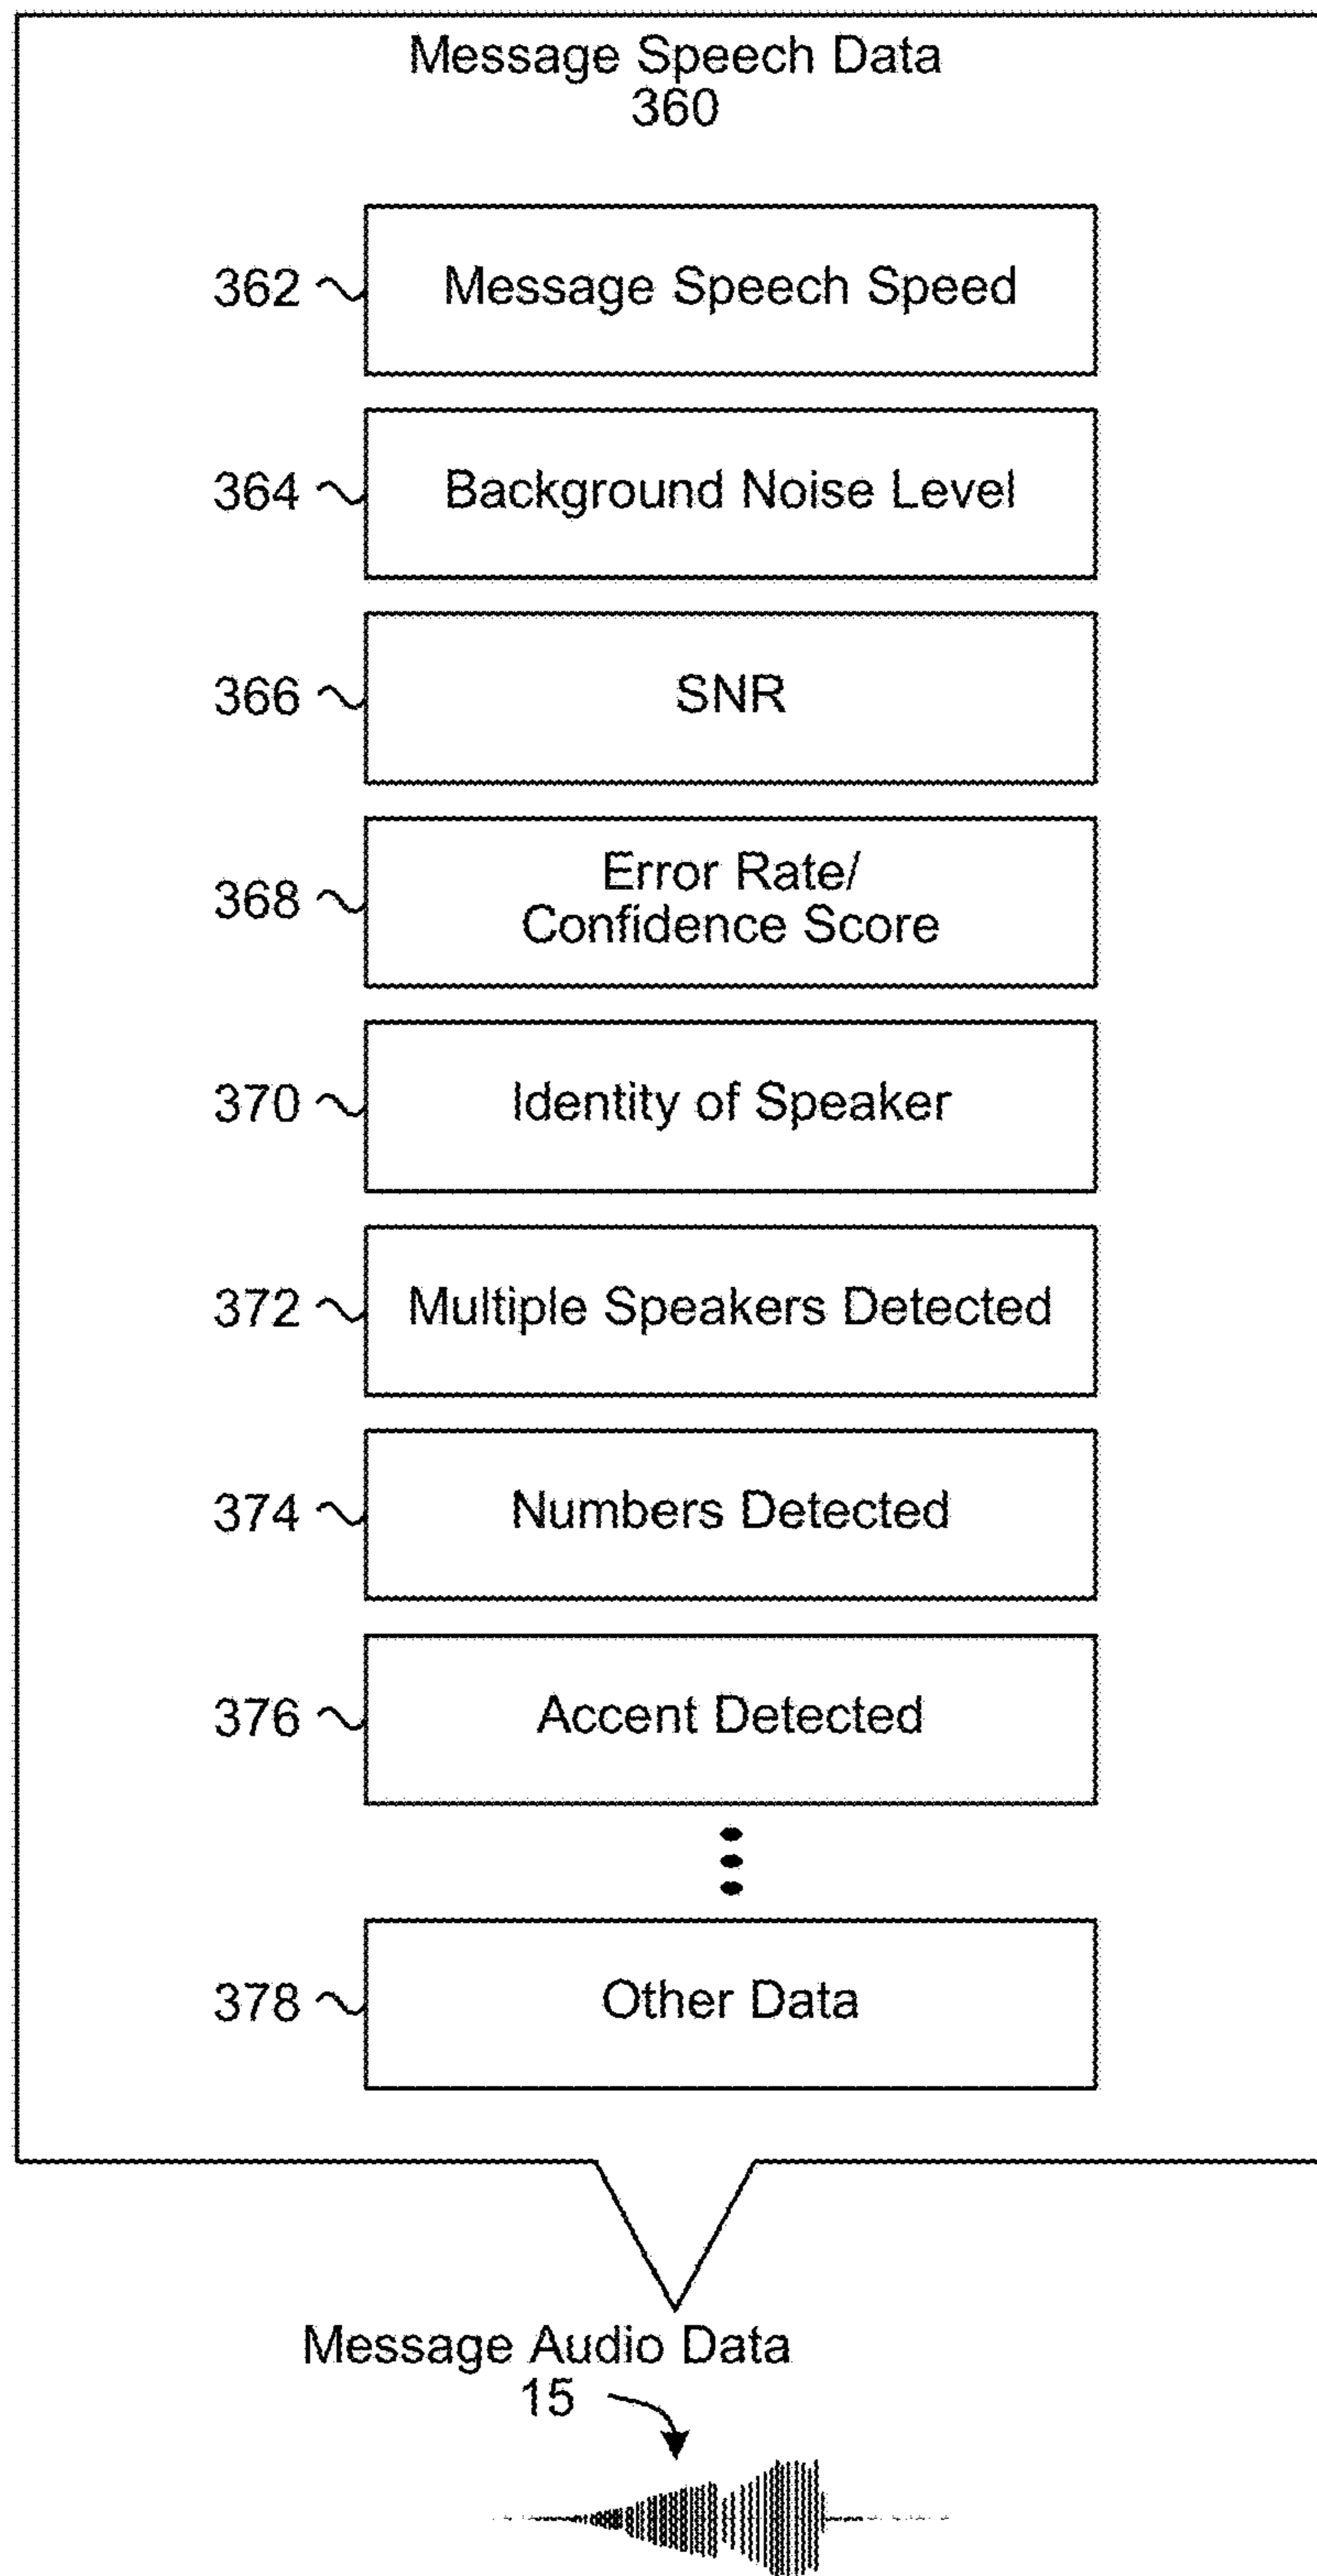 Message Speech Data
360
362 Message Speech Speed
364 Background Noise Level
366 SNR
368 Error Rate/
Confidence Score
370 Identity of Speaker
372 Multiple Speakers Detected
374 Numbers Detected
376 Accent Detected
378 Other Data
Message Audio Data
15